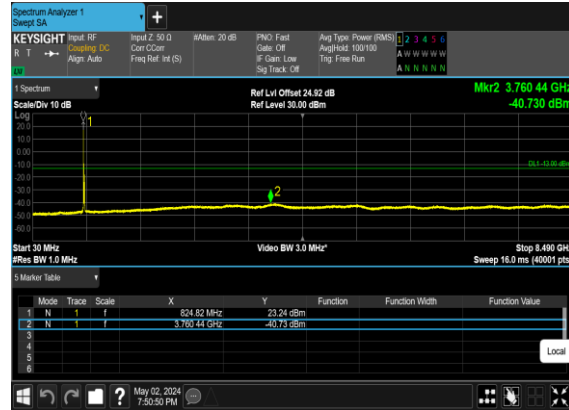 Spectrum Analyzer 1
Swept SA
+
KEYSIGHT Input: RF Input Z: 50 Ω #Atten: 20 dB PNO: Fast Avg Type: Power (RMS) 1 2 3 4 5 6
R T Coupling: DC Corr CCorr Gate: Off Avg|Hold: 100/100 A W W W W W
Align: Auto Freq Ref: Int (S) IF Gain: Low Trig: Free Run
Sig Track: Off A N N N N N
1 Spectrum Ref Lvl Offset 24.92 dB Mkr2 3.760 44 GHz
Scale/Div 10 dB Ref Level 30.00 dBm -40.730 dBm
Log
1
20.0
10.0
0.00
-10.0
DL1 -13.00 dBm
-20.0
-30.0
2
-40.0
-50.0
-60.0
Start 30 MHz Video BW 3.0 MHz* Stop 8.490 GHz
#Res BW 1.0 MHz Sweep 16.0 ms (40001 pts)
5 Marker Table
Mode Trace Scale X Y Function Function Width Function Value
1 N 1 f 824.82 MHz 23.24 dBm
2 N 1 f 3.760 44 GHz -40.73 dBm
3
4
5
6
Local
? May 02, 2024
7:50:50 PM